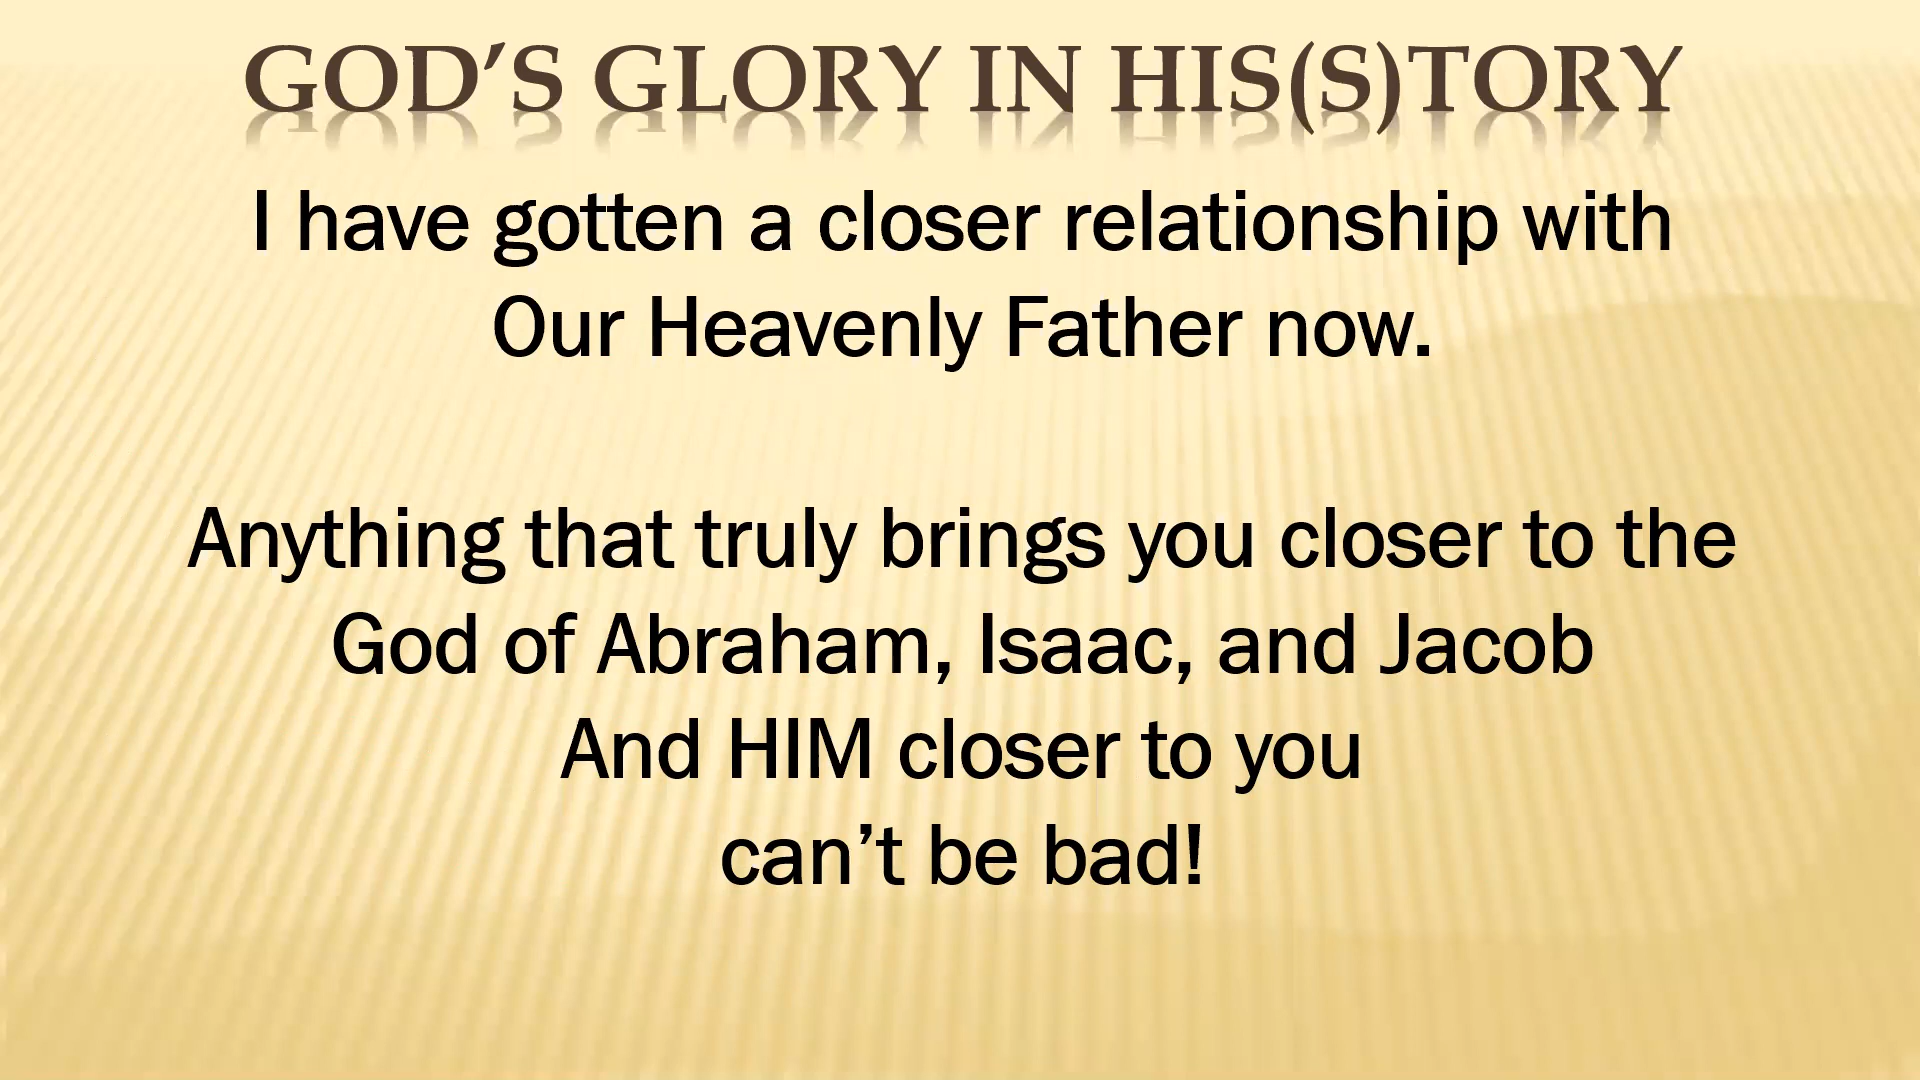 GOD’S GLORY IN HIS(S)TORY
I have gotten a closer relationship with
Our Heavenly Father now.
Anything that truly brings you closer to the
God of Abraham, Isaac, and Jacob
And HIM closer to you
can’t be bad!